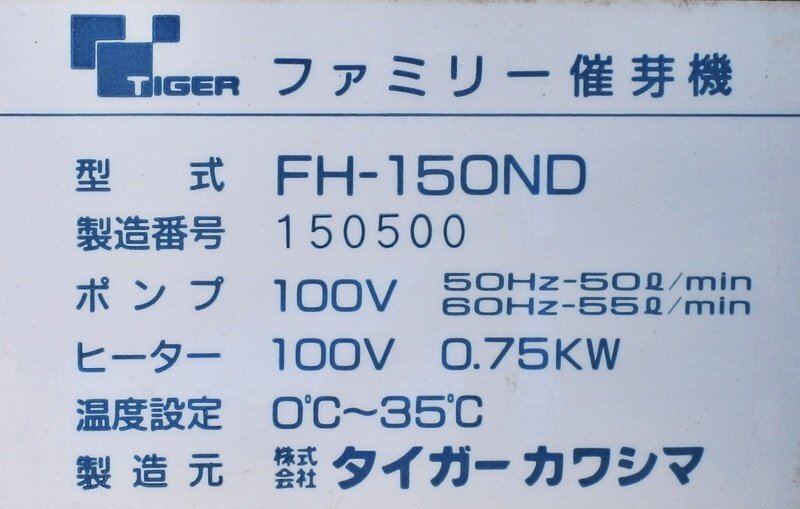 TIGER ファミリー催芽機
型式 FH-150ND
製造番号 150500
ポンプ 100V 50Hz-50ℓ/min
60Hz-55ℓ/min
ヒーター 100V 0.75KW
温度設定 0℃～35℃
製造元 株式会社 タイガーカワシマ